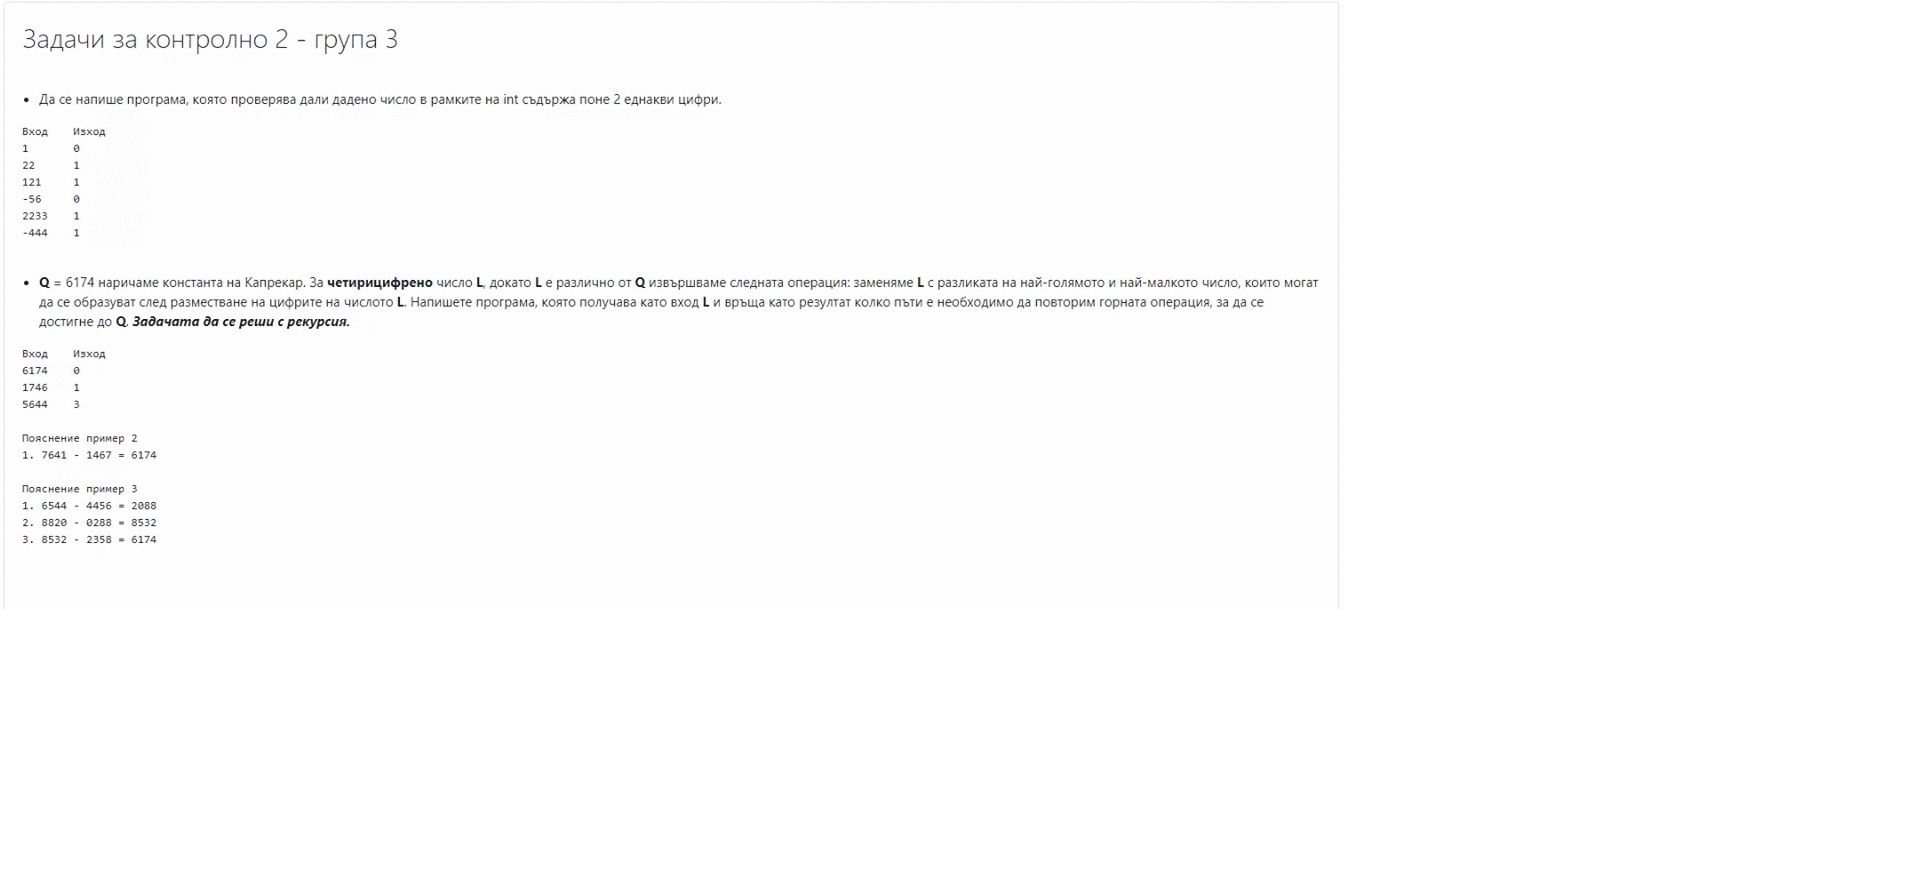 Задачи за контролно 2 - група 3
• Да се напише програма, която проверява дали дадено число в рамките на int съдържа поне 2 еднакви цифри.
Вход    Изход
1       0
22      1
121     1
-56     0
2233    1
-444    1
• Q = 6174 наричаме константа на Капрекар. За четирицифрено число L, докато L е различно от Q извършваме следната операция: заменяме L с разликата на най-голямото и най-малкото число, които могат
да се образуват след разместване на цифрите на числото L. Напишете програма, която получава като вход L и връща като резултат колко пъти е необходимо да повторим горната операция, за да се
достигне до Q. Задачата да се реши с рекурсия.
Вход    Изход
6174    0
1746    1
5644    3
Пояснение пример 2
1. 7641 - 1467 = 6174
Пояснение пример 3
1. 6544 - 4456 = 2088
2. 8820 - 0288 = 8532
3. 8532 - 2358 = 6174